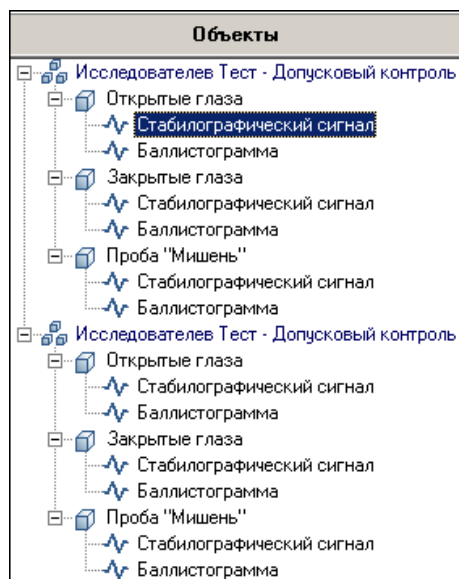 Объекты
Исследователев Тест - Допусковый контроль
Открытые глаза
Стабилографический сигнал
Баллистограмма
Закрытые глаза
Стабилографический сигнал
Баллистограмма
Проба "Мишень"
Стабилографический сигнал
Баллистограмма
Исследователев Тест - Допусковый контроль
Открытые глаза
Стабилографический сигнал
Баллистограмма
Закрытые глаза
Стабилографический сигнал
Баллистограмма
Проба "Мишень"
Стабилографический сигнал
Баллистограмма